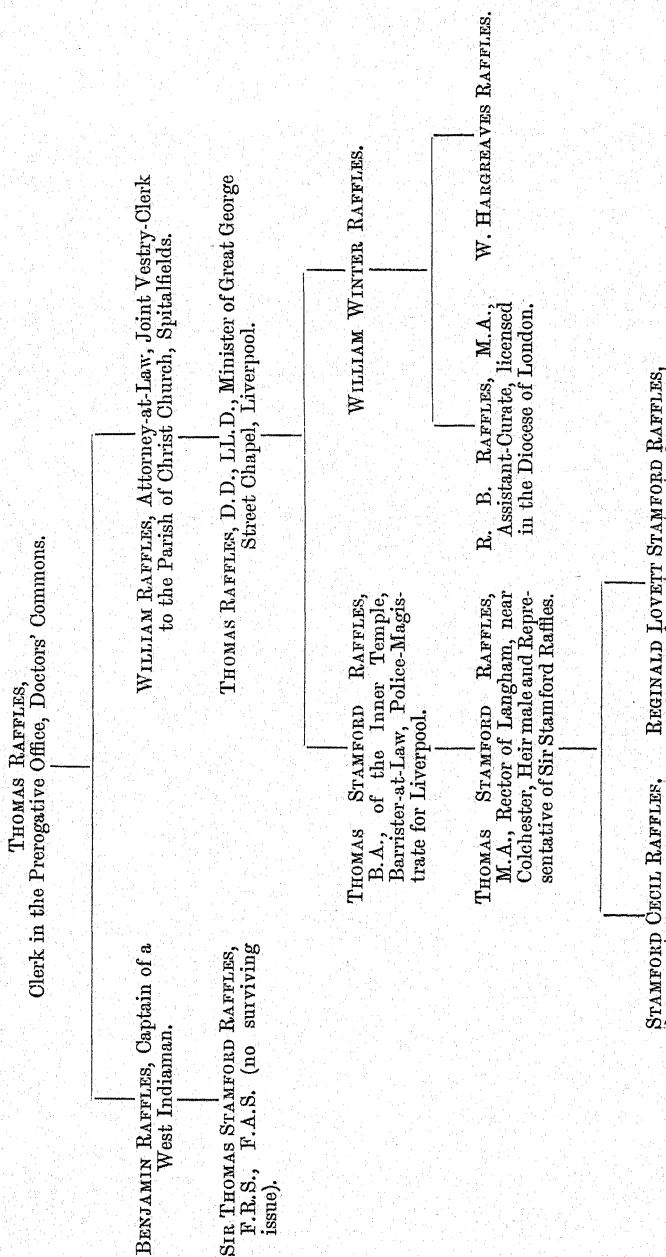 THOMAS RAFFLES,
Clerk in the Prerogative Office, Doctors' Commons.
BENJAMIN RAFFLES, Captain of a
West Indiaman.
WILLIAM RAFFLES, Attorney-at-Law, Joint Vestry-Clerk
to the Parish of Christ Church, Spitalfields.
SIR THOMAS STAMFORD RAFFLES,
F.R.S., F.A.S. (no surviving
issue).
THOMAS RAFFLES, D.D., LL.D., Minister of Great George
Street Chapel, Liverpool.
THOMAS STAMFORD RAFFLES,
B.A., of the Inner Temple,
Barrister-at-Law, Police-Magis-
trate for Liverpool.
WILLIAM WINTER RAFFLES.
THOMAS STAMFORD RAFFLES,
M.A., Rector of Langham, near
Colchester, Heir male and Repre-
sentative of Sir Stamford Raffles.
R. B. RAFFLES, M.A.,
Assistant-Curate, licensed
in the Diocese of London.
W. HARGREAVES RAFFLES.
STAMFORD CECIL RAFFLES,
REGINALD LOVETT STAMFORD RAFFLES,